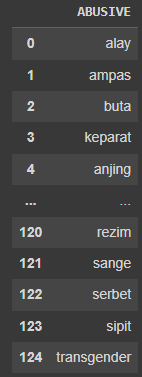 ABUSIVE
0 alay
1 ampas
2 buta
3 keparat
4 anjing
... ...
120 rezim
121 sange
122 serbet
123 sipit
124 transgender